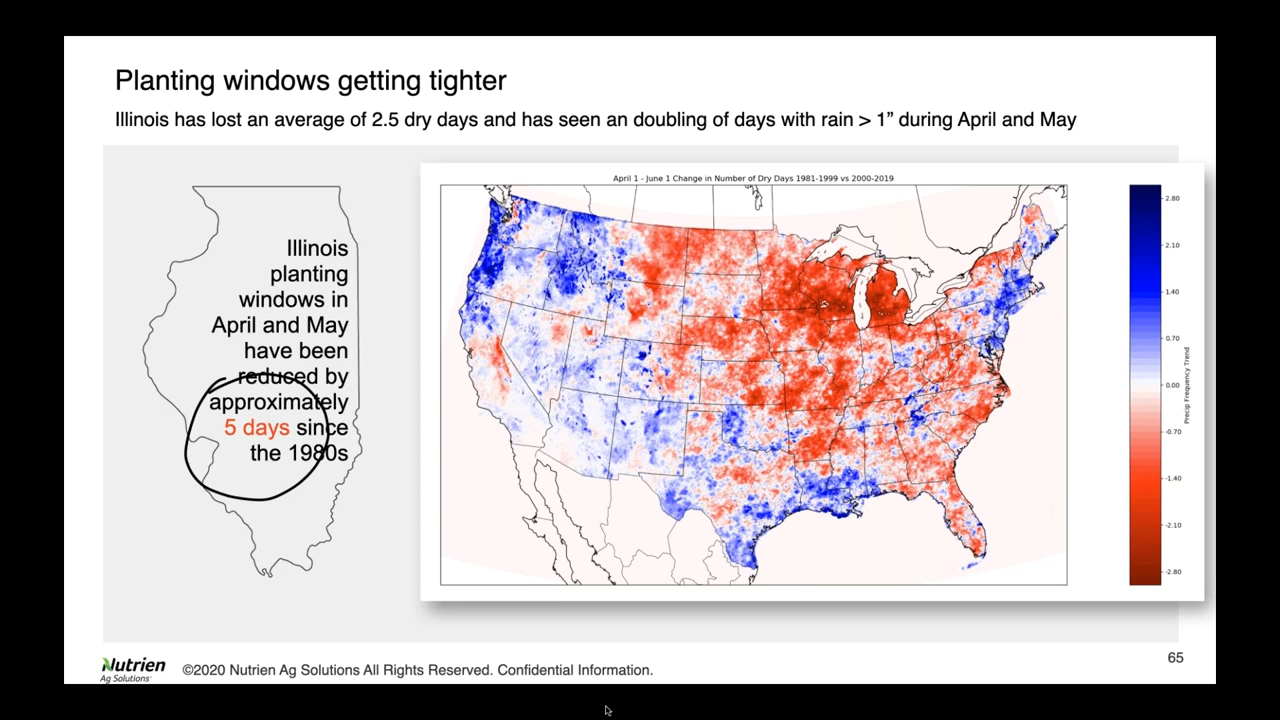 Planting windows getting tighter
Illinois has lost an average of 2.5 dry days and has seen an doubling of days with rain > 1” during April and May
Illinois
planting
windows in
April and May
have been
reduced by
approximately
5 days since
the 1980s
April 1 - June 1 Change in Number of Dry Days 1981-1999 vs 2000-2019
2.80
2.10
1.40
0.70
0.00
-0.70
-1.40
-2.10
-2.80
Precip Frequency Trend
65
Nutrien
Ag Solutions
©2020 Nutrien Ag Solutions All Rights Reserved. Confidential Information.